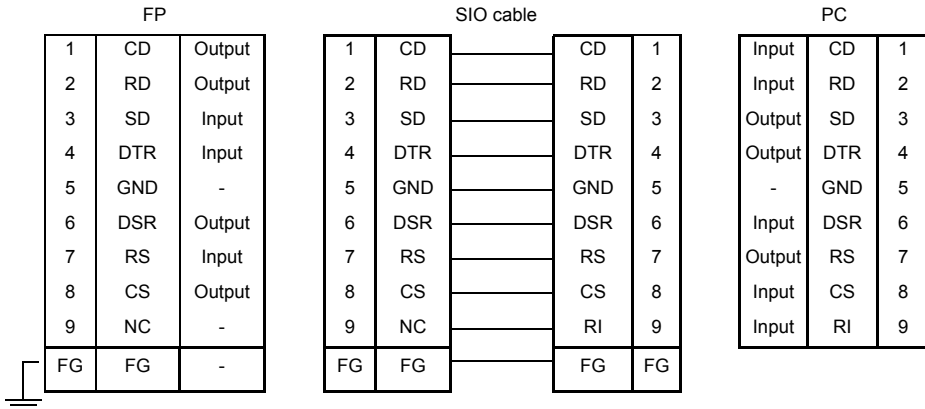 FP SIO cable PC
1 CD Output 1 CD CD 1 Input CD 1
2 RD Output 2 RD RD 2 Input RD 2
3 SD Input 3 SD SD 3 Output SD 3
4 DTR Input 4 DTR DTR 4 Output DTR 4
5 GND - 5 GND GND 5 - GND 5
6 DSR Output 6 DSR DSR 6 Input DSR 6
7 RS Input 7 RS RS 7 Output RS 7
8 CS Output 8 CS CS 8 Input CS 8
9 NC - 9 NC RI 9 Input RI 9
FG FG - FG FG FG FG